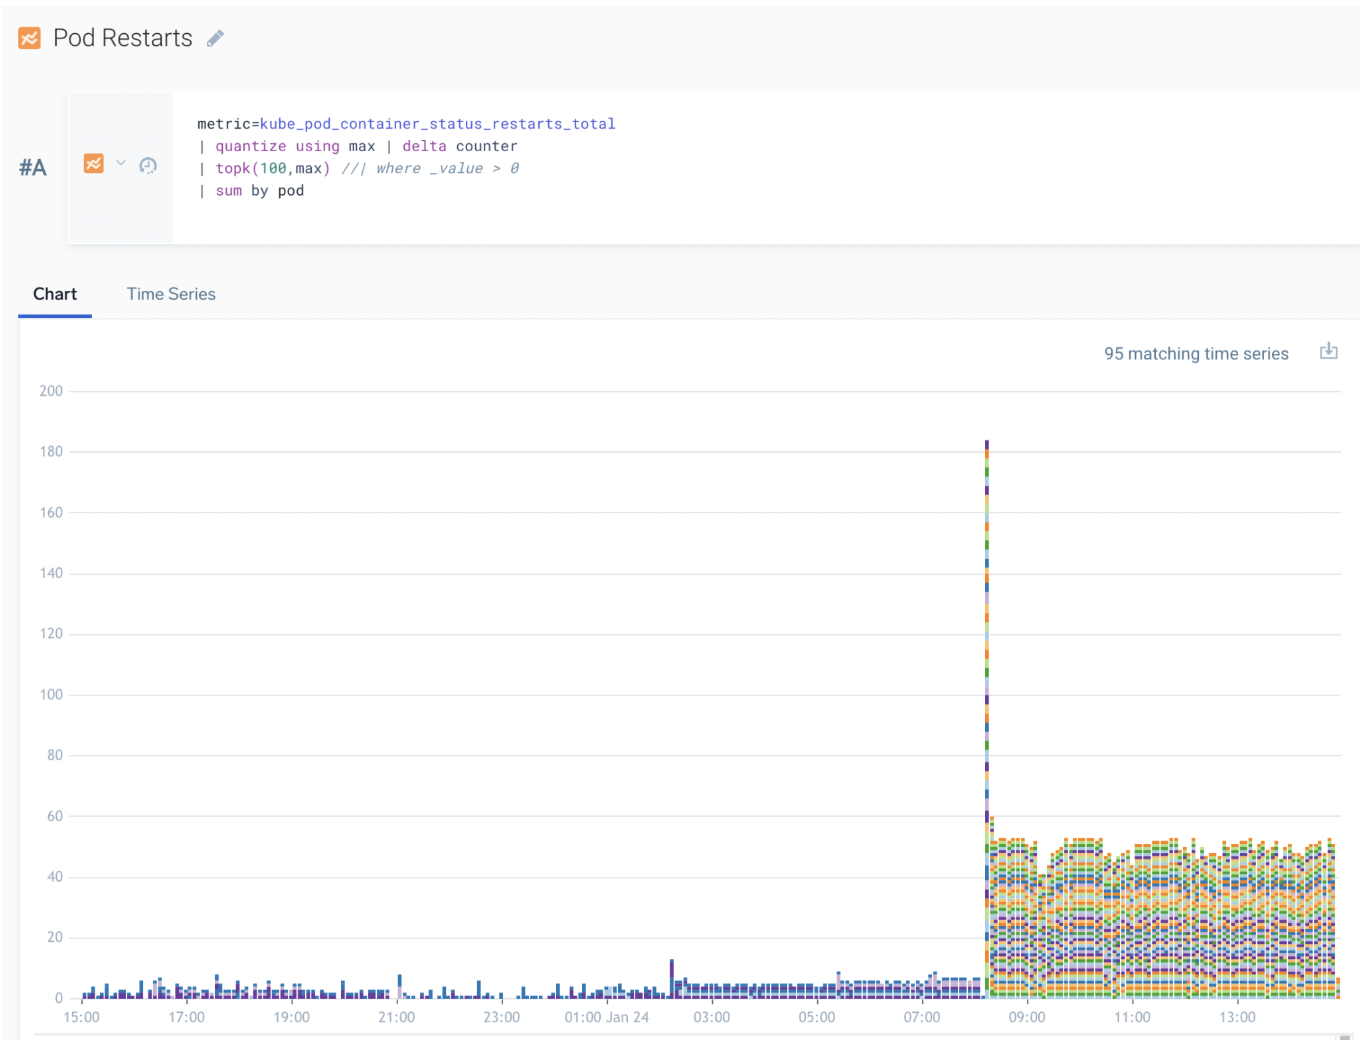 Pod Restarts
#A
metric=kube_pod_container_status_restarts_total
| quantize using max | delta counter
| topk(100,max) //| where _value > 0
| sum by pod
Chart
Time Series
95 matching time series
200
180
160
140
120
100
80
60
40
20
0
15:00 17:00 19:00 21:00 23:00 01:00 Jan 24 03:00 05:00 07:00 09:00 11:00 13:00